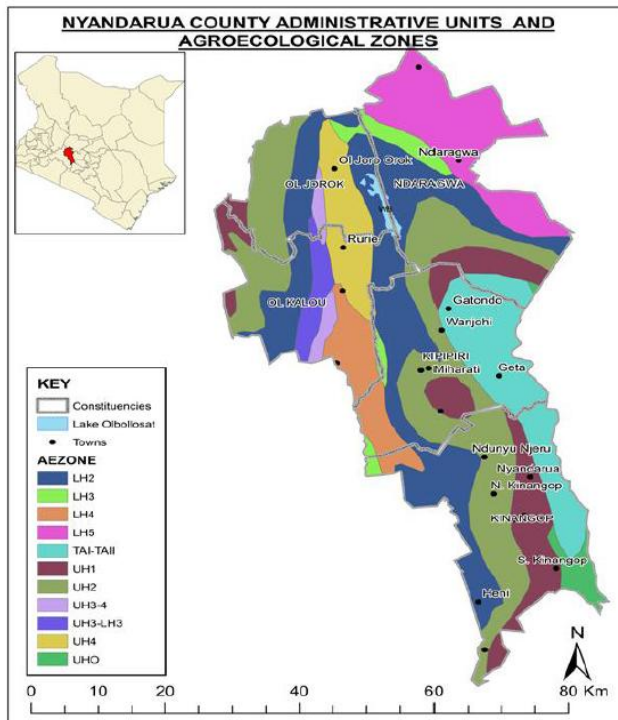 NYANDARUA COUNTY ADMINISTRATIVE UNITS AND
AGROECOLOGICAL ZONES
Ndaragwa
Ol Joro Orok
OL JOROK
NDARAGWA
Rurie
OL KALOU
Gatondo
Wanjohi
KIPIPIRI
Miharati
Geta
Ndunyu Njeru
Nyandarua
N. Kinangop
KINANGOP
S. Kinangop
Heni
KEY
Constituencies
Lake Olbollosat
Towns
AEZONE
LH2
LH3
LH4
LH5
TAI-TAII
UH1
UH2
UH3-4
UH3-LH3
UH4
UHO
N
0 20 40 60 80 Km